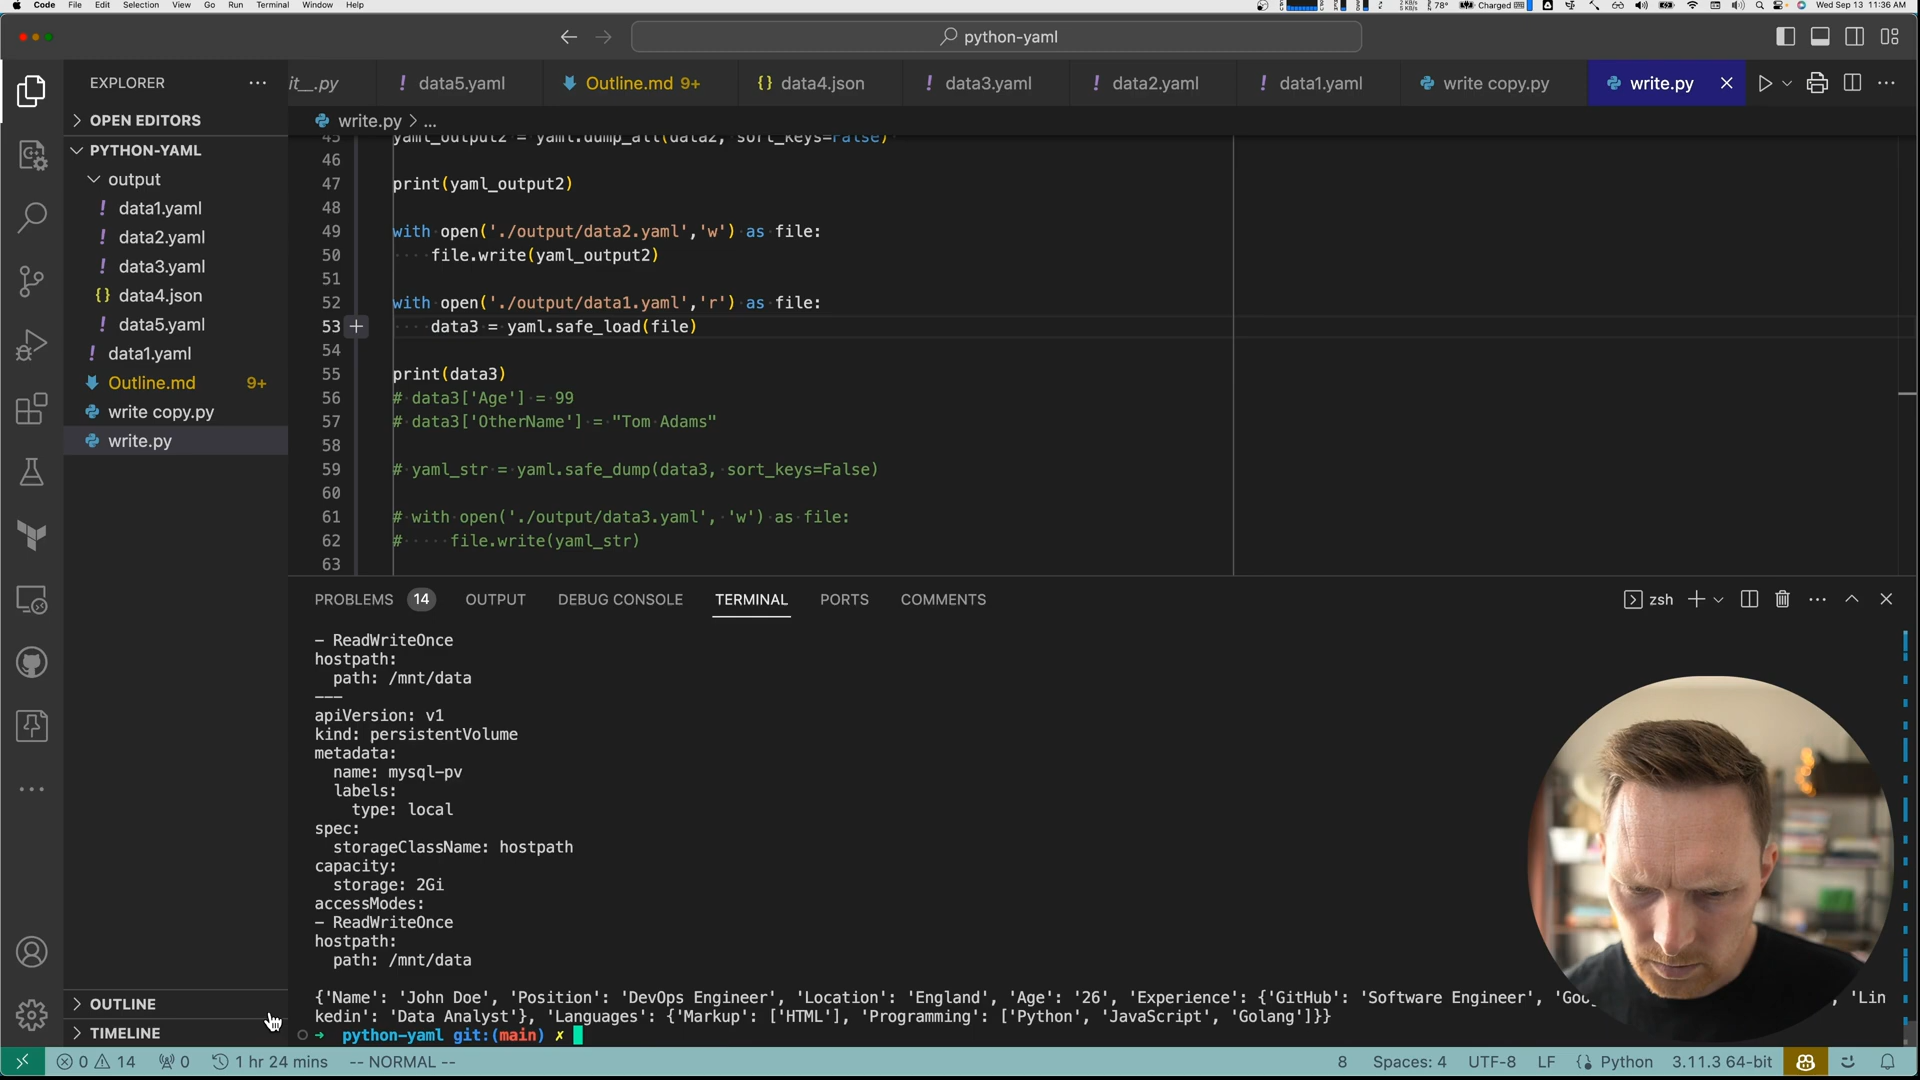 Code File Edit Selection View Go Run Terminal Window Help
78° Charged Wed Sep 13 11:36 AM
python-yaml
EXPLORER
it__.py data5.yaml Outline.md 9+ data4.json data3.yaml data2.yaml data1.yaml write copy.py write.py
OPEN EDITORS
PYTHON-YAML
output
data1.yaml
data2.yaml
data3.yaml
data4.json
data5.yaml
data1.yaml
Outline.md 9+
write copy.py
write.py
OUTLINE
TIMELINE
write.py > ...
45 yaml_output2 = yaml.dump_all(data2, sort_keys=False)
46
47 print(yaml_output2)
48
49 with open('./output/data2.yaml','w') as file:
50 file.write(yaml_output2)
51
52 with open('./output/data1.yaml','r') as file:
53 data3 = yaml.safe_load(file)
54
55 print(data3)
56 # data3['Age'] = 99
57 # data3['OtherName'] = "Tom Adams"
58
59 # yaml_str = yaml.safe_dump(data3, sort_keys=False)
60
61 # with open('./output/data3.yaml', 'w') as file:
62 # file.write(yaml_str)
63
PROBLEMS 14 OUTPUT DEBUG CONSOLE TERMINAL PORTS COMMENTS zsh
- ReadWriteOnce
hostpath:
path: /mnt/data
---
apiVersion: v1
kind: persistentVolume
metadata:
name: mysql-pv
labels:
type: local
spec:
storageClassName: hostpath
capacity:
storage: 2Gi
accessModes:
- ReadWriteOnce
hostpath:
path: /mnt/data
{'Name': 'John Doe', 'Position': 'DevOps Engineer', 'Location': 'England', 'Age': '26', 'Experience': {'GitHub': 'Software Engineer', 'Goo 'Lin
kedin': 'Data Analyst'}, 'Languages': {'Markup': ['HTML'], 'Programming': ['Python', 'JavaScript', 'Golang']}}
→ python-yaml git:(main) ✗
0 14 0 1 hr 24 mins -- NORMAL -- 8 Spaces: 4 UTF-8 LF Python 3.11.3 64-bit